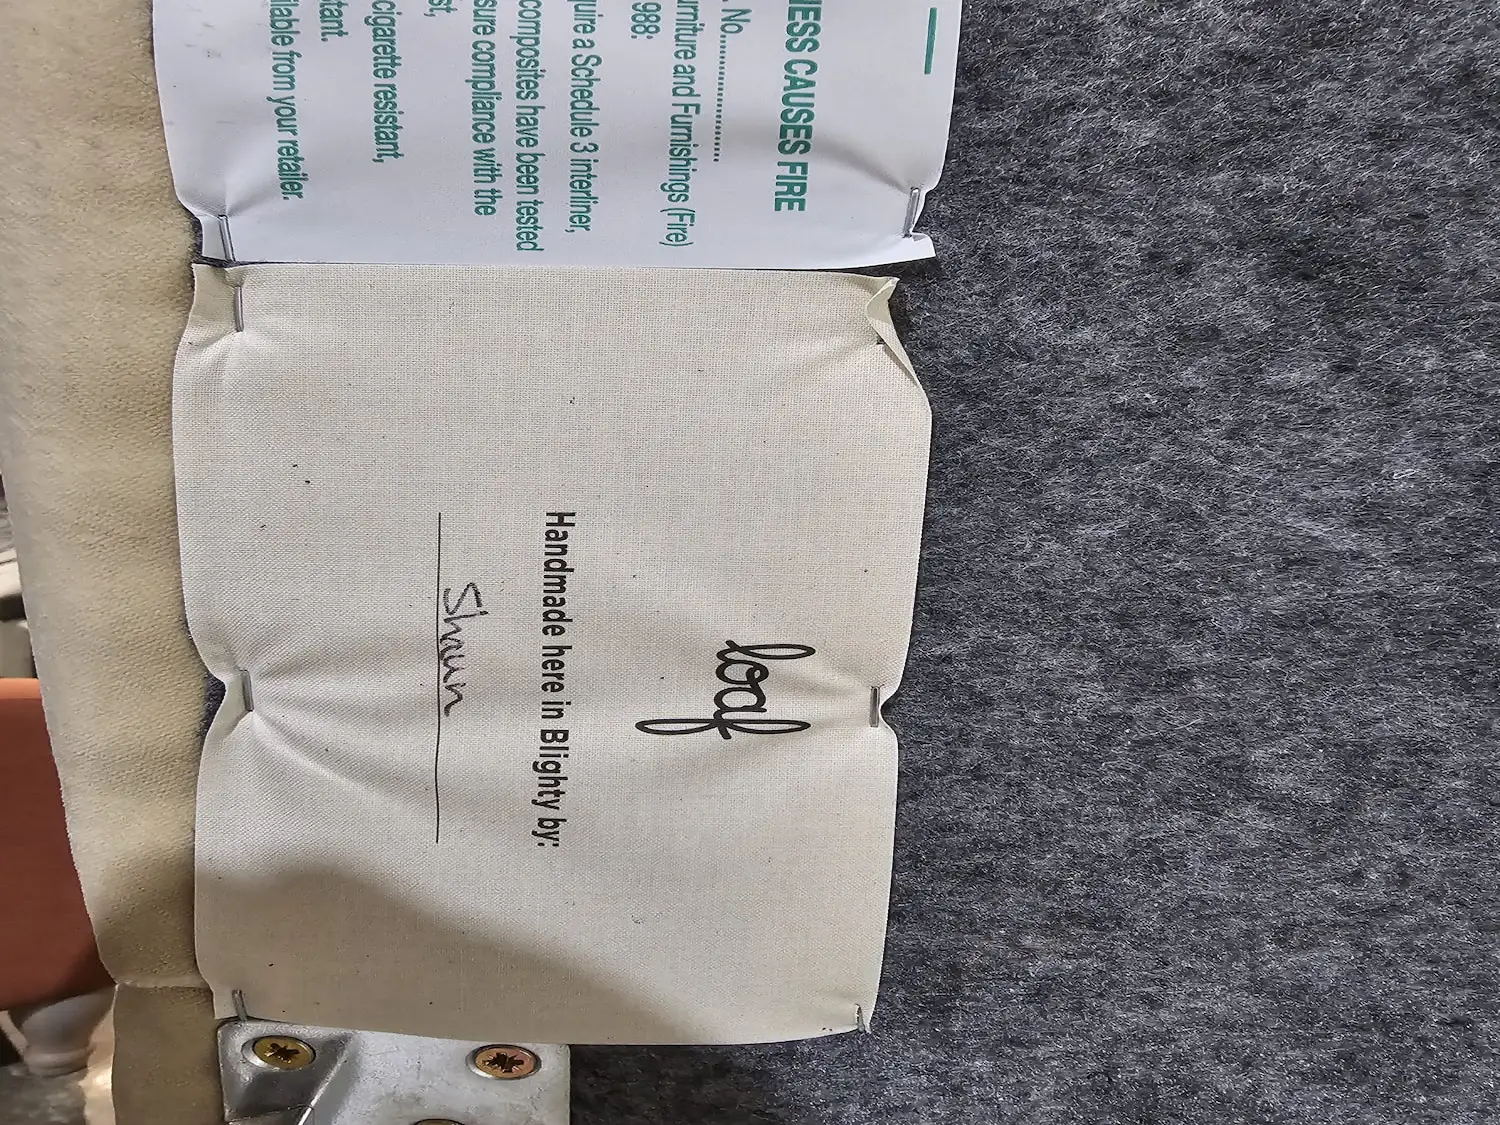 NESS CAUSES FIRE
No.
urniture and Furnishings (Fire)
988:
quire a Schedule 3 interliner,
composites have been tested
sure compliance with the
st,
cigarette resistant,
tant.
ilable from your retailer.
loaf
Handmade here in Blighty by:
Shaun